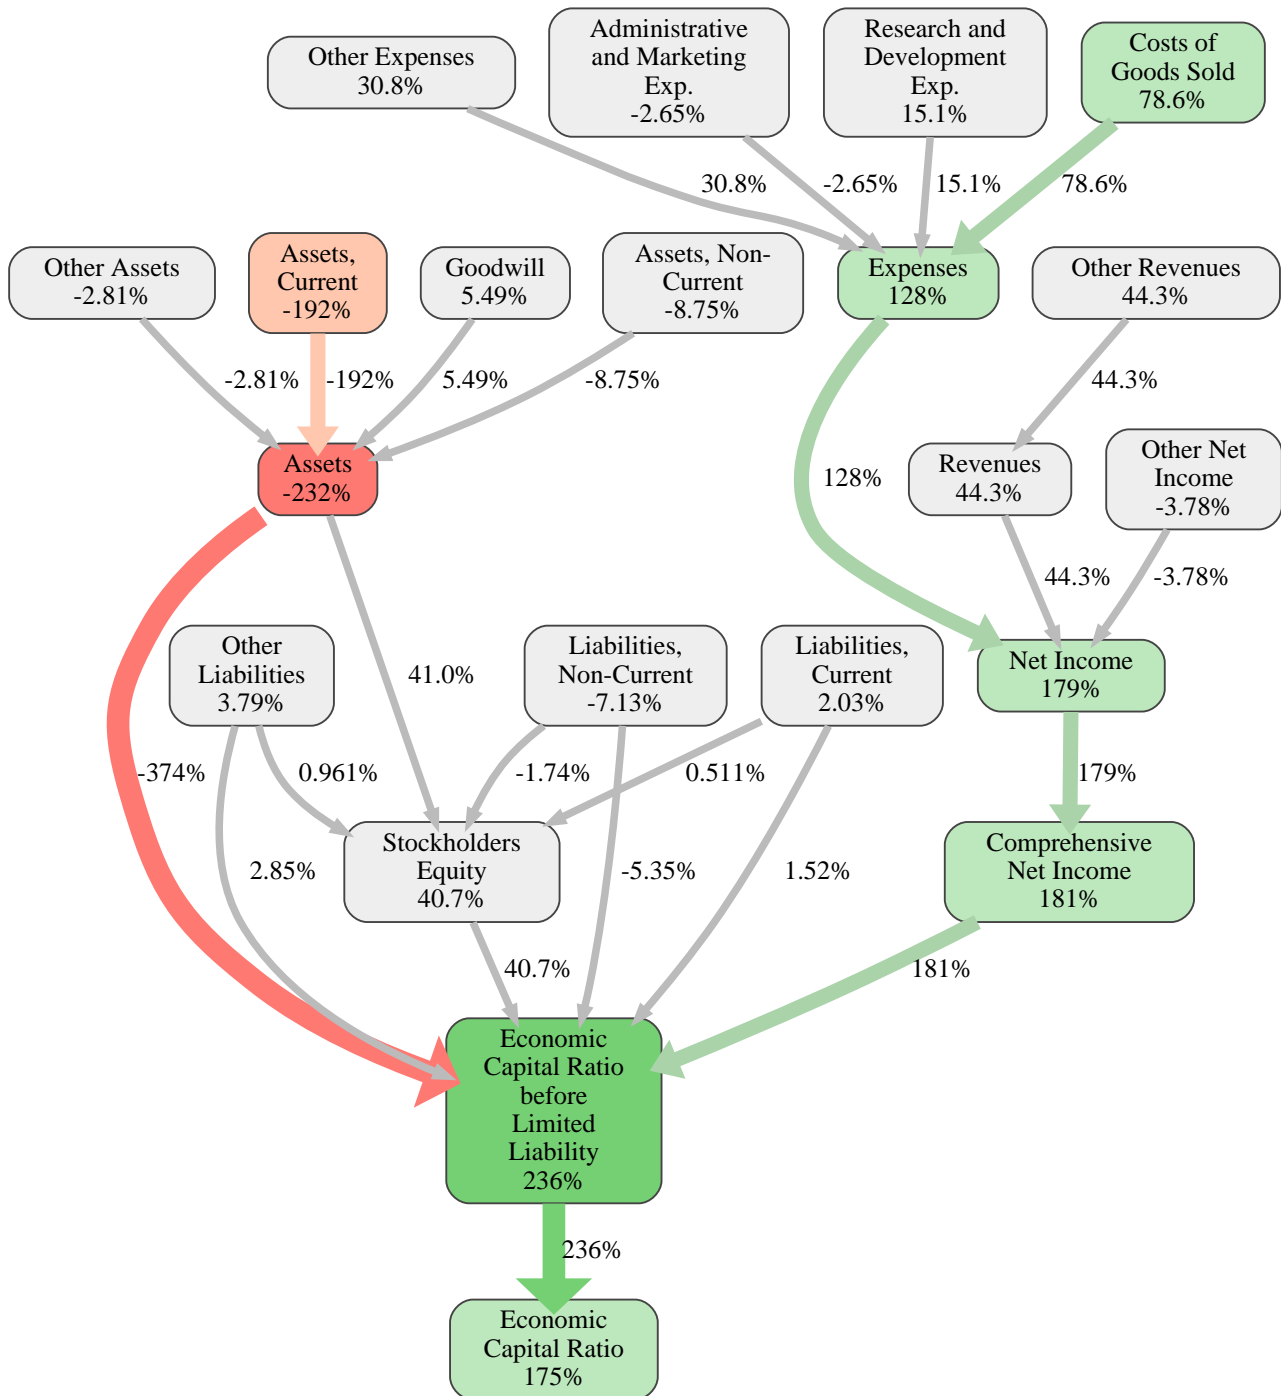 Other Expenses
30.8%
Administrative
and Marketing
Exp.
-2.65%
Research and
Development
Exp.
15.1%
Costs of
Goods Sold
78.6%
30.8%
-2.65%
15.1%
78.6%
Other Assets
-2.81%
Assets,
Current
-192%
Goodwill
5.49%
Assets, Non-
Current
-8.75%
Expenses
128%
Other Revenues
44.3%
-2.81%
-192%
5.49%
-8.75%
44.3%
Assets
-232%
128%
Revenues
44.3%
Other Net
Income
-3.78%
44.3%
-3.78%
Other
Liabilities
3.79%
41.0%
Liabilities,
Non-Current
-7.13%
Liabilities,
Current
2.03%
Net Income
179%
-374%
0.961%
-1.74%
0.511%
179%
2.85%
Stockholders
Equity
40.7%
-5.35%
1.52%
Comprehensive
Net Income
181%
40.7%
181%
Economic
Capital Ratio
before
Limited
Liability
236%
236%
Economic
Capital Ratio
175%